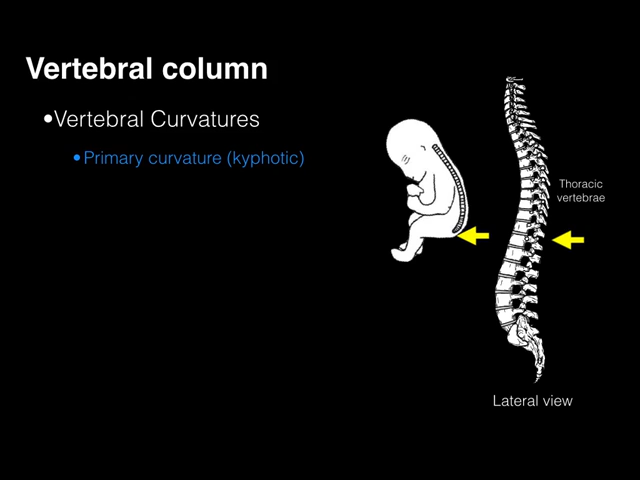 Vertebral column
•Vertebral Curvatures
•Primary curvature (kyphotic)
Thoracic
vertebrae
Lateral view